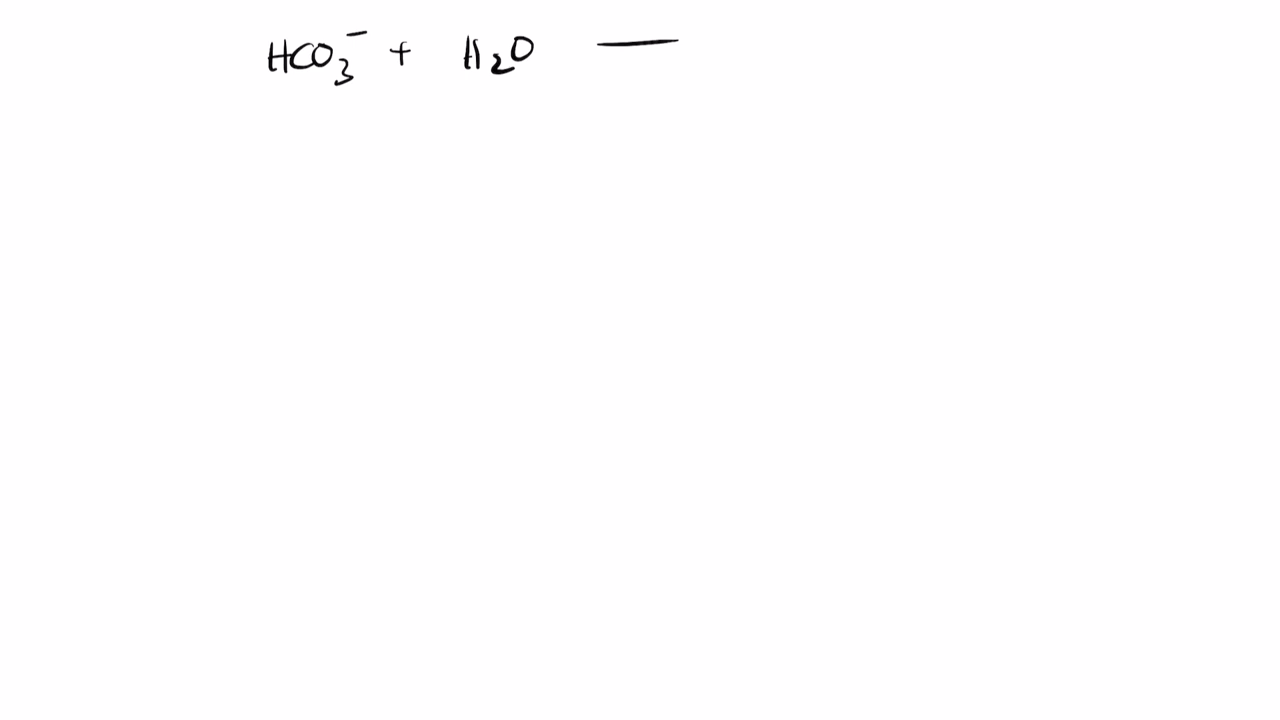 HCO₃⁻ + H₂O —